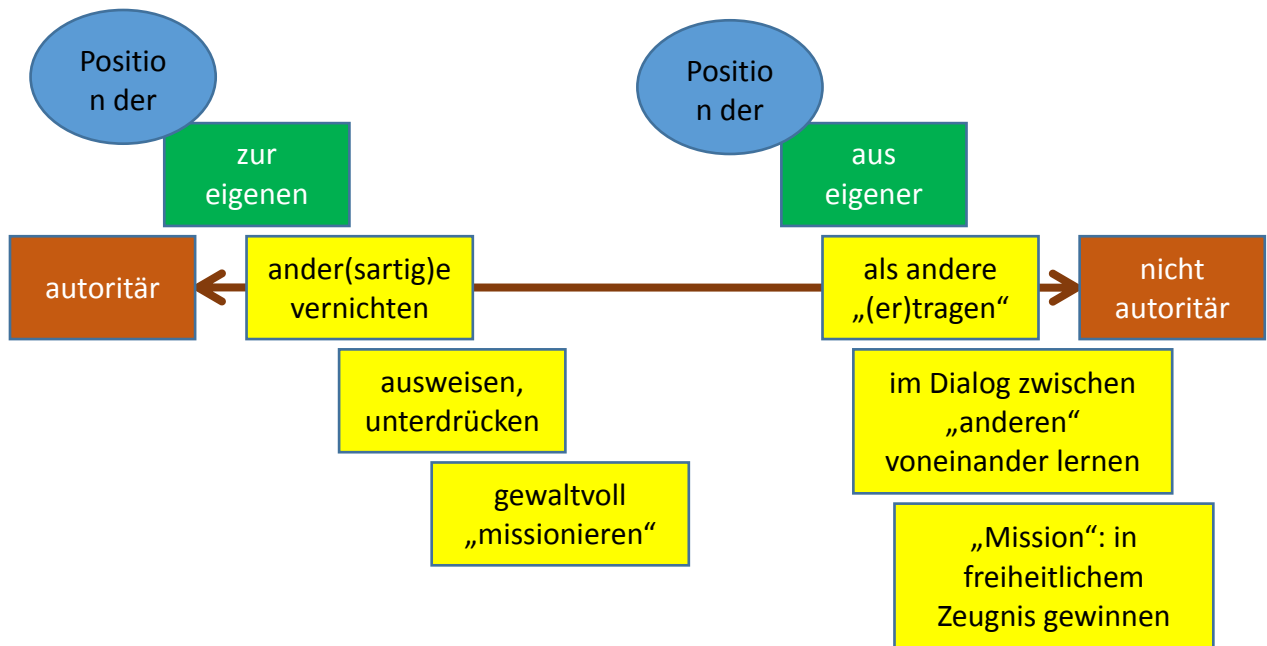 Positio
n der
zur
eigenen
autoritär
ander(sartig)e
vernichten
ausweisen,
unterdrücken
gewaltvoll
„missionieren“
Positio
n der
aus
eigener
als andere
„(er)tragen“
nicht
autoritär
im Dialog zwischen
„anderen“
voneinander lernen
„Mission“: in
freiheitlichem
Zeugnis gewinnen